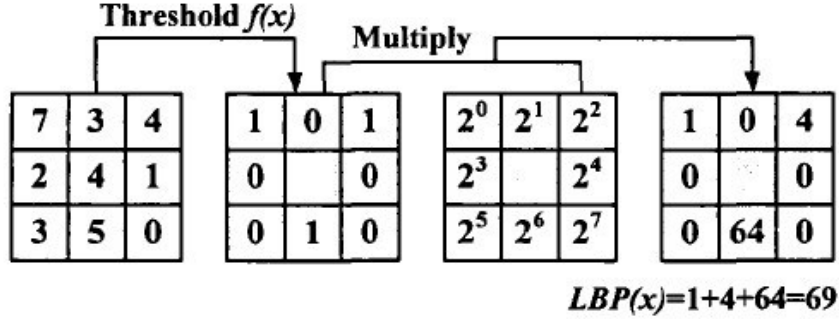 Threshold f(x)
Multiply
7 3 4 1 0 1 2⁰ 2¹ 2² 1 0 4
2 4 1 0 0 2³ 2⁴ 0 0
3 5 0 0 1 0 2⁵ 2⁶ 2⁷ 0 64 0
LBP(x)=1+4+64=69